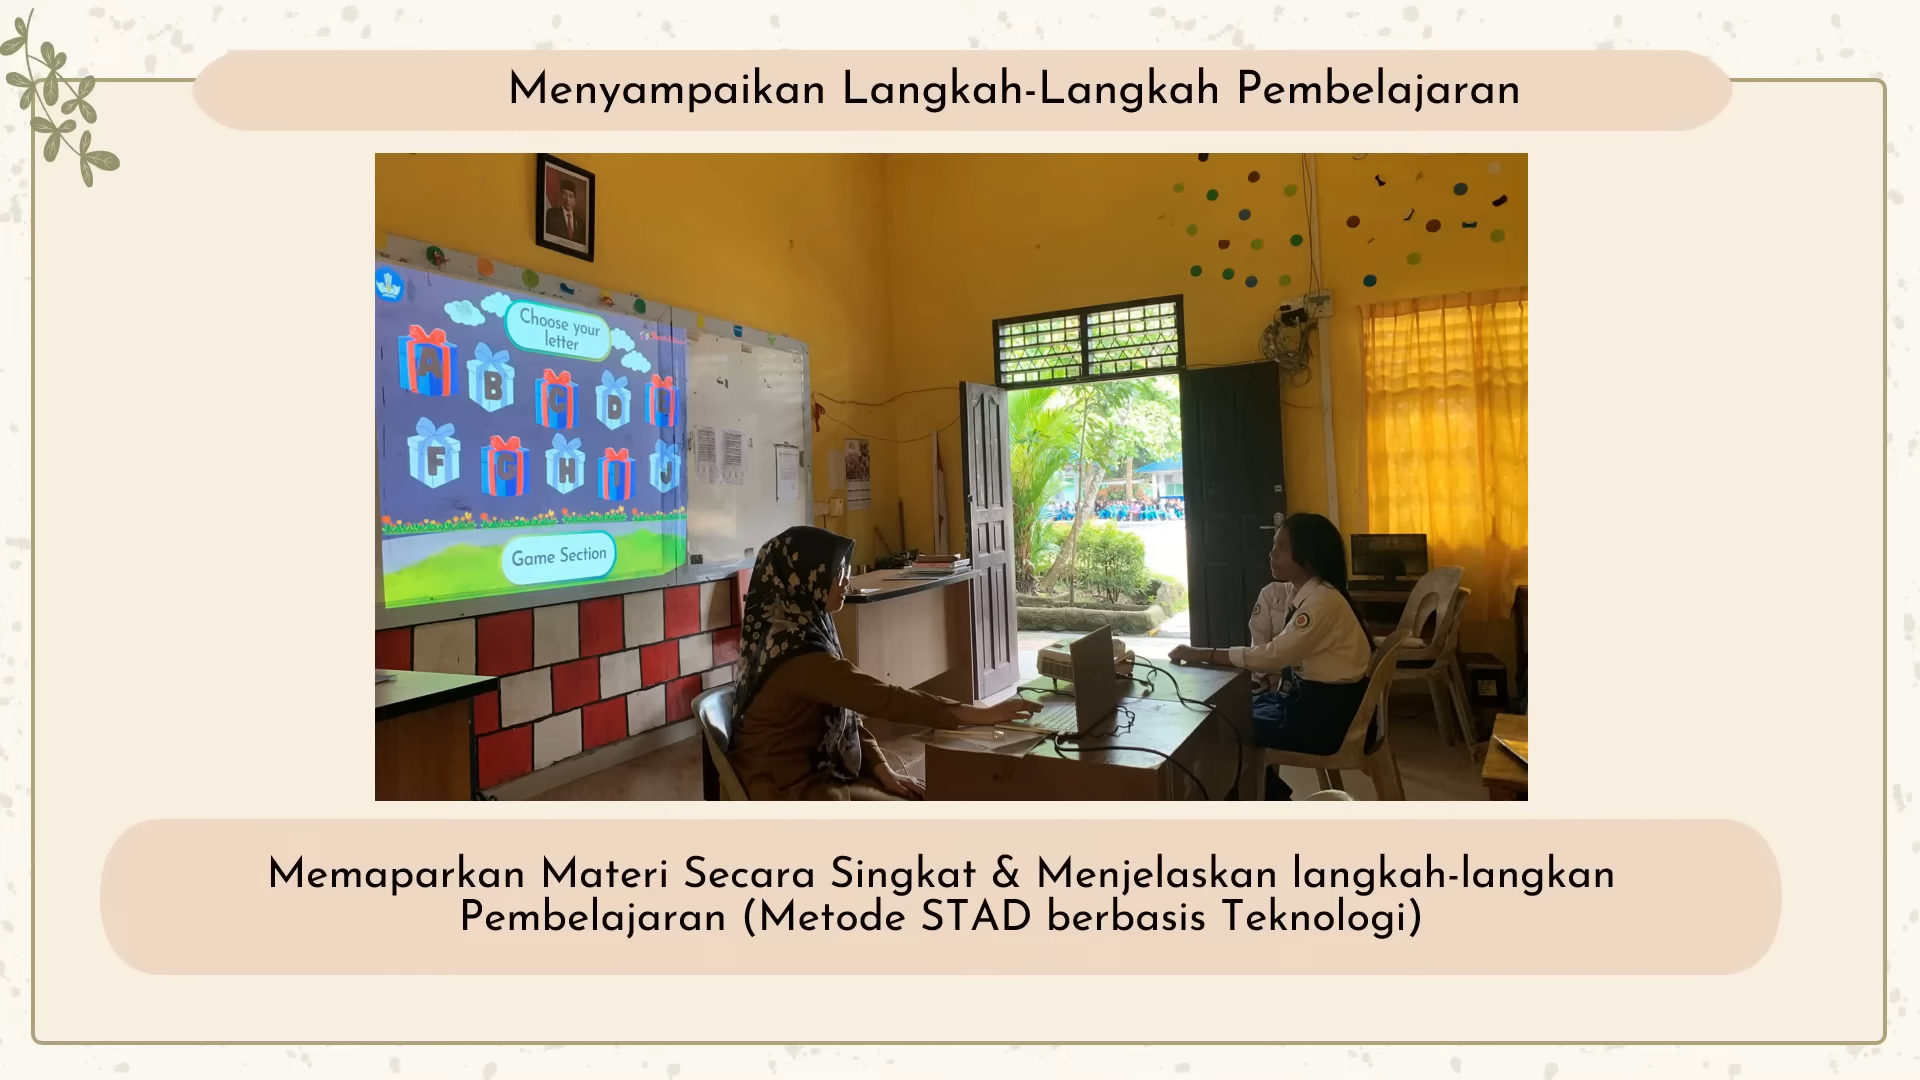 Menyampaikan Langkah-Langkah Pembelajaran
Choose your
letter
A
B
C
D
E
F
G
H
I
J
Game Section
Memaparkan Materi Secara Singkat & Menjelaskan langkah-langkan
Pembelajaran (Metode STAD berbasis Teknologi)